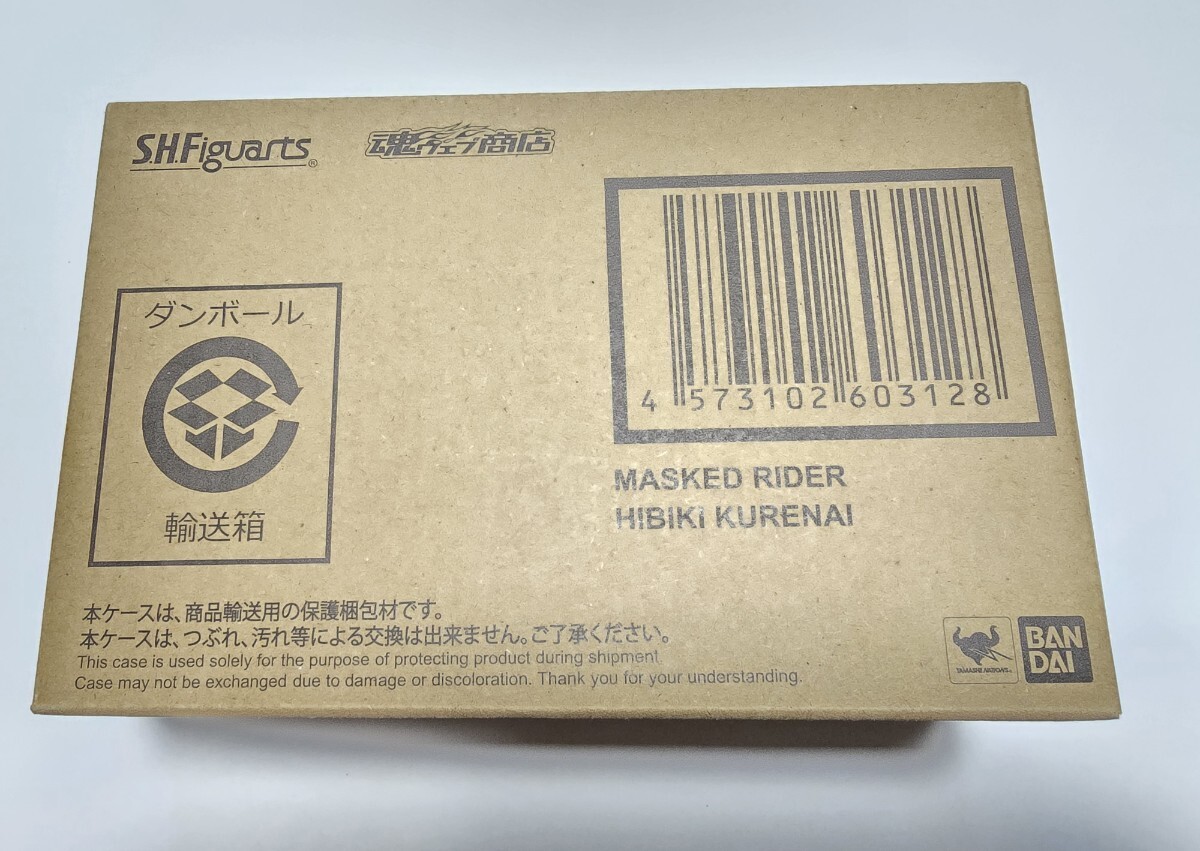 S.H.Figuarts®
魂ウェブ商店
4 573102 603128
MASKED RIDER
HIBIKI KURENAI
ダンボール
輸送箱
本ケースは、商品輸送用の保護梱包材です。
本ケースは、つぶれ、汚れ等による交換は出来ません。ご了承ください。
This case is used solely for the purpose of protecting product during shipment.
Case may not be exchanged due to damage or discoloration. Thank you for your understanding.
TAMASHII NATIONS
BAN
DAI